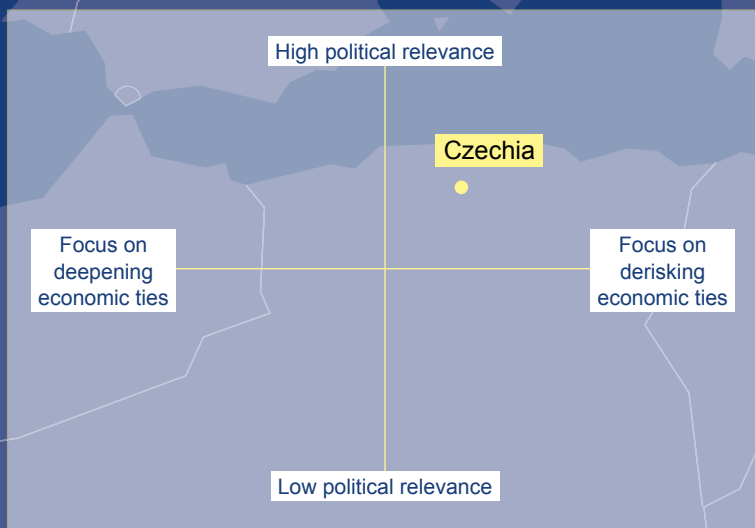 High political relevance
Czechia
Focus on
deepening
economic ties
Focus on
derisking
economic ties
Low political relevance